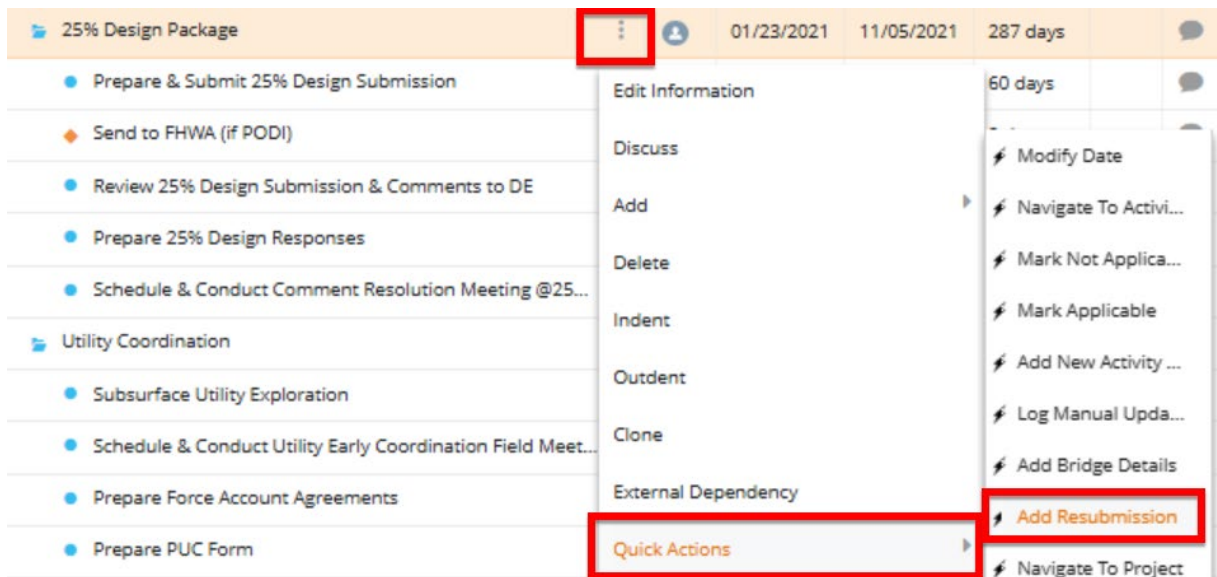 25% Design Package 01/23/2021 11/05/2021 287 days
Prepare & Submit 25% Design Submission 60 days
Send to FHWA (if PODI)
Review 25% Design Submission & Comments to DE
Prepare 25% Design Responses
Schedule & Conduct Comment Resolution Meeting @25...
Utility Coordination
Subsurface Utility Exploration
Schedule & Conduct Utility Early Coordination Field Meet...
Prepare Force Account Agreements
Prepare PUC Form
Edit Information
Discuss
Add
Delete
Indent
Outdent
Clone
External Dependency
Quick Actions
Modify Date
Navigate To Activi...
Mark Not Applica...
Mark Applicable
Add New Activity ...
Log Manual Upda...
Add Bridge Details
Add Resubmission
Navigate To Project